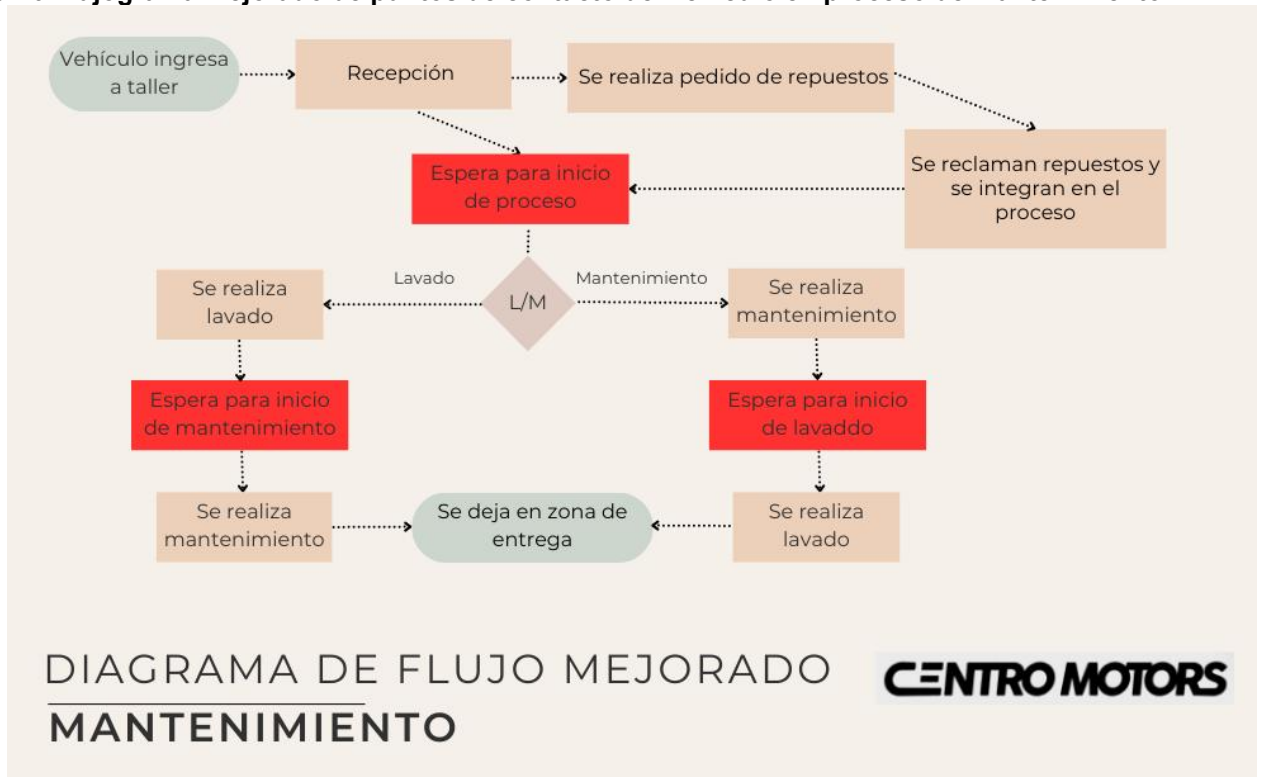 Vehículo ingresa
a taller
Recepción
Se realiza pedido de repuestos
Se reclaman repuestos y
se integran en el
proceso
Espera para inicio
de proceso
Lavado
L/M
Mantenimiento
Se realiza
lavado
Se realiza
mantenimiento
Espera para inicio
de mantenimiento
Espera para inicio
de lavaddo
Se realiza
mantenimiento
Se deja en zona de
entrega
Se realiza
lavado
DIAGRAMA DE FLUJO MEJORADO
MANTENIMIENTO
CENTRO MOTORS